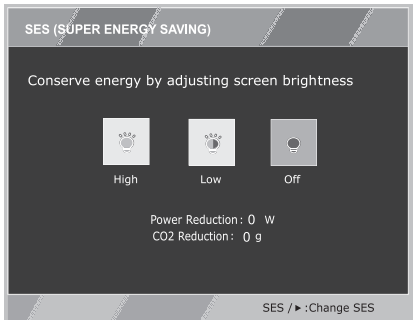 SES (SUPER ENERGY SAVING)
Conserve energy by adjusting screen brightness
High Low Off
Power Reduction : 0 W
CO2 Reduction : 0 g
SES / ► :Change SES